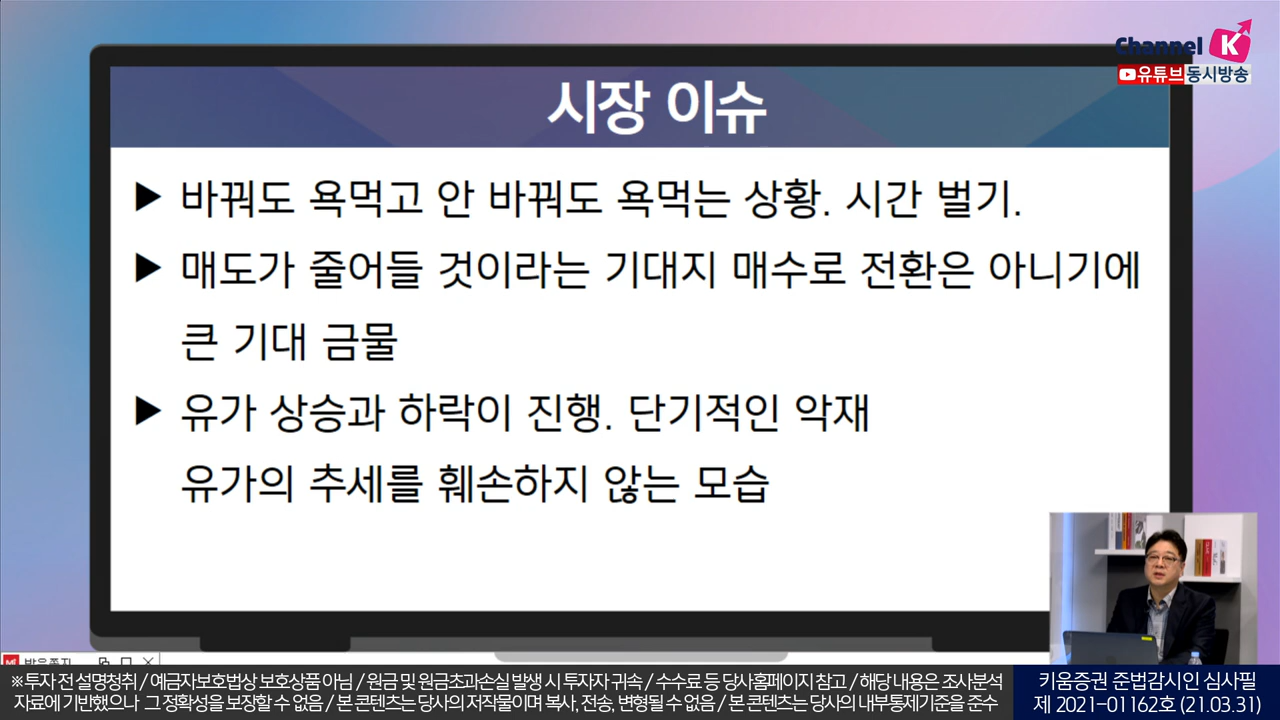 Channel K
유튜브 동시방송
시장 이슈
▶ 바꿔도 욕먹고 안 바꿔도 욕먹는 상황. 시간 벌기.
▶ 매도가 줄어들 것이라는 기대지 매수로 전환은 아니기에
큰 기대 금물
▶ 유가 상승과 하락이 진행. 단기적인 악재
유가의 추세를 훼손하지 않는 모습
※투자 전 설명청취 / 예금자보호법상 보호상품 아님 / 원금 및 원금초과손실 발생 시 투자자 귀속 / 수수료 등 당사홈페이지 참고 / 해당 내용은 조사분석
자료에 기반했으나 그 정확성을 보장할 수 없음 / 본 콘텐츠는 당사의 저작물이며 복사, 전송, 변형될 수 없음 / 본 콘텐츠는 당사의 내부통제기준을 준수
키움증권 준법감시인 심사필
제 2021-01162호 (21.03.31)